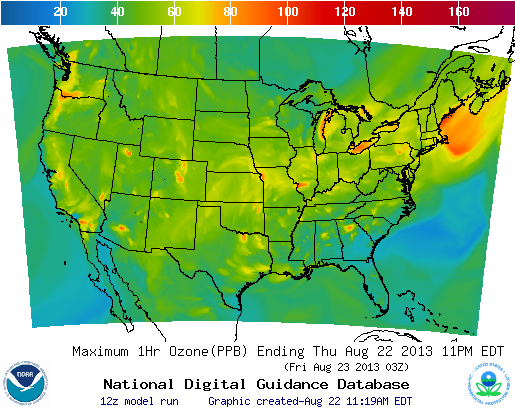 20 40 60 80 100 120 140 160
Maximum 1Hr Ozone(PPB) Ending Thu Aug 22 2013 11PM EDT
(Fri Aug 23 2013 03Z)
National Digital Guidance Database
12z model run Graphic created-Aug 22 11:19AM EDT
NOAA